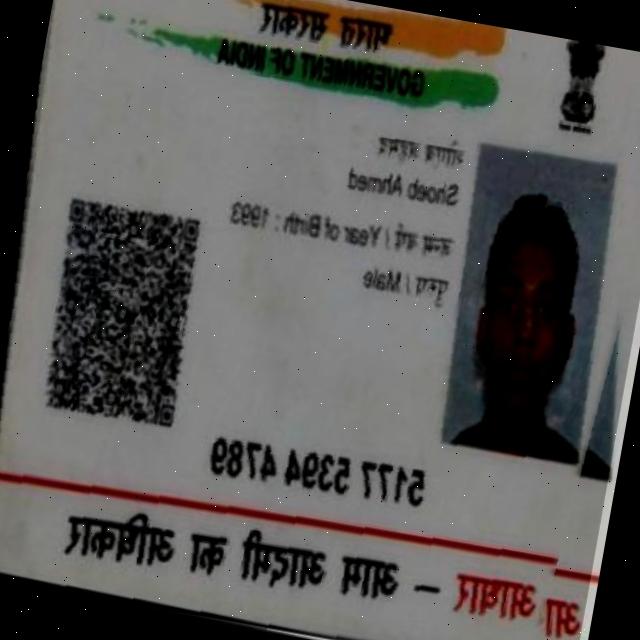 भारत सरकार
GOVERNMENT OF INDIA
अहमद
Shoeb Ahmed
जन्म वर्ष / Year of Birth : 1993
पुरुष / Male
5177 5394 4789
आधार – आम आदमी का अधिकार